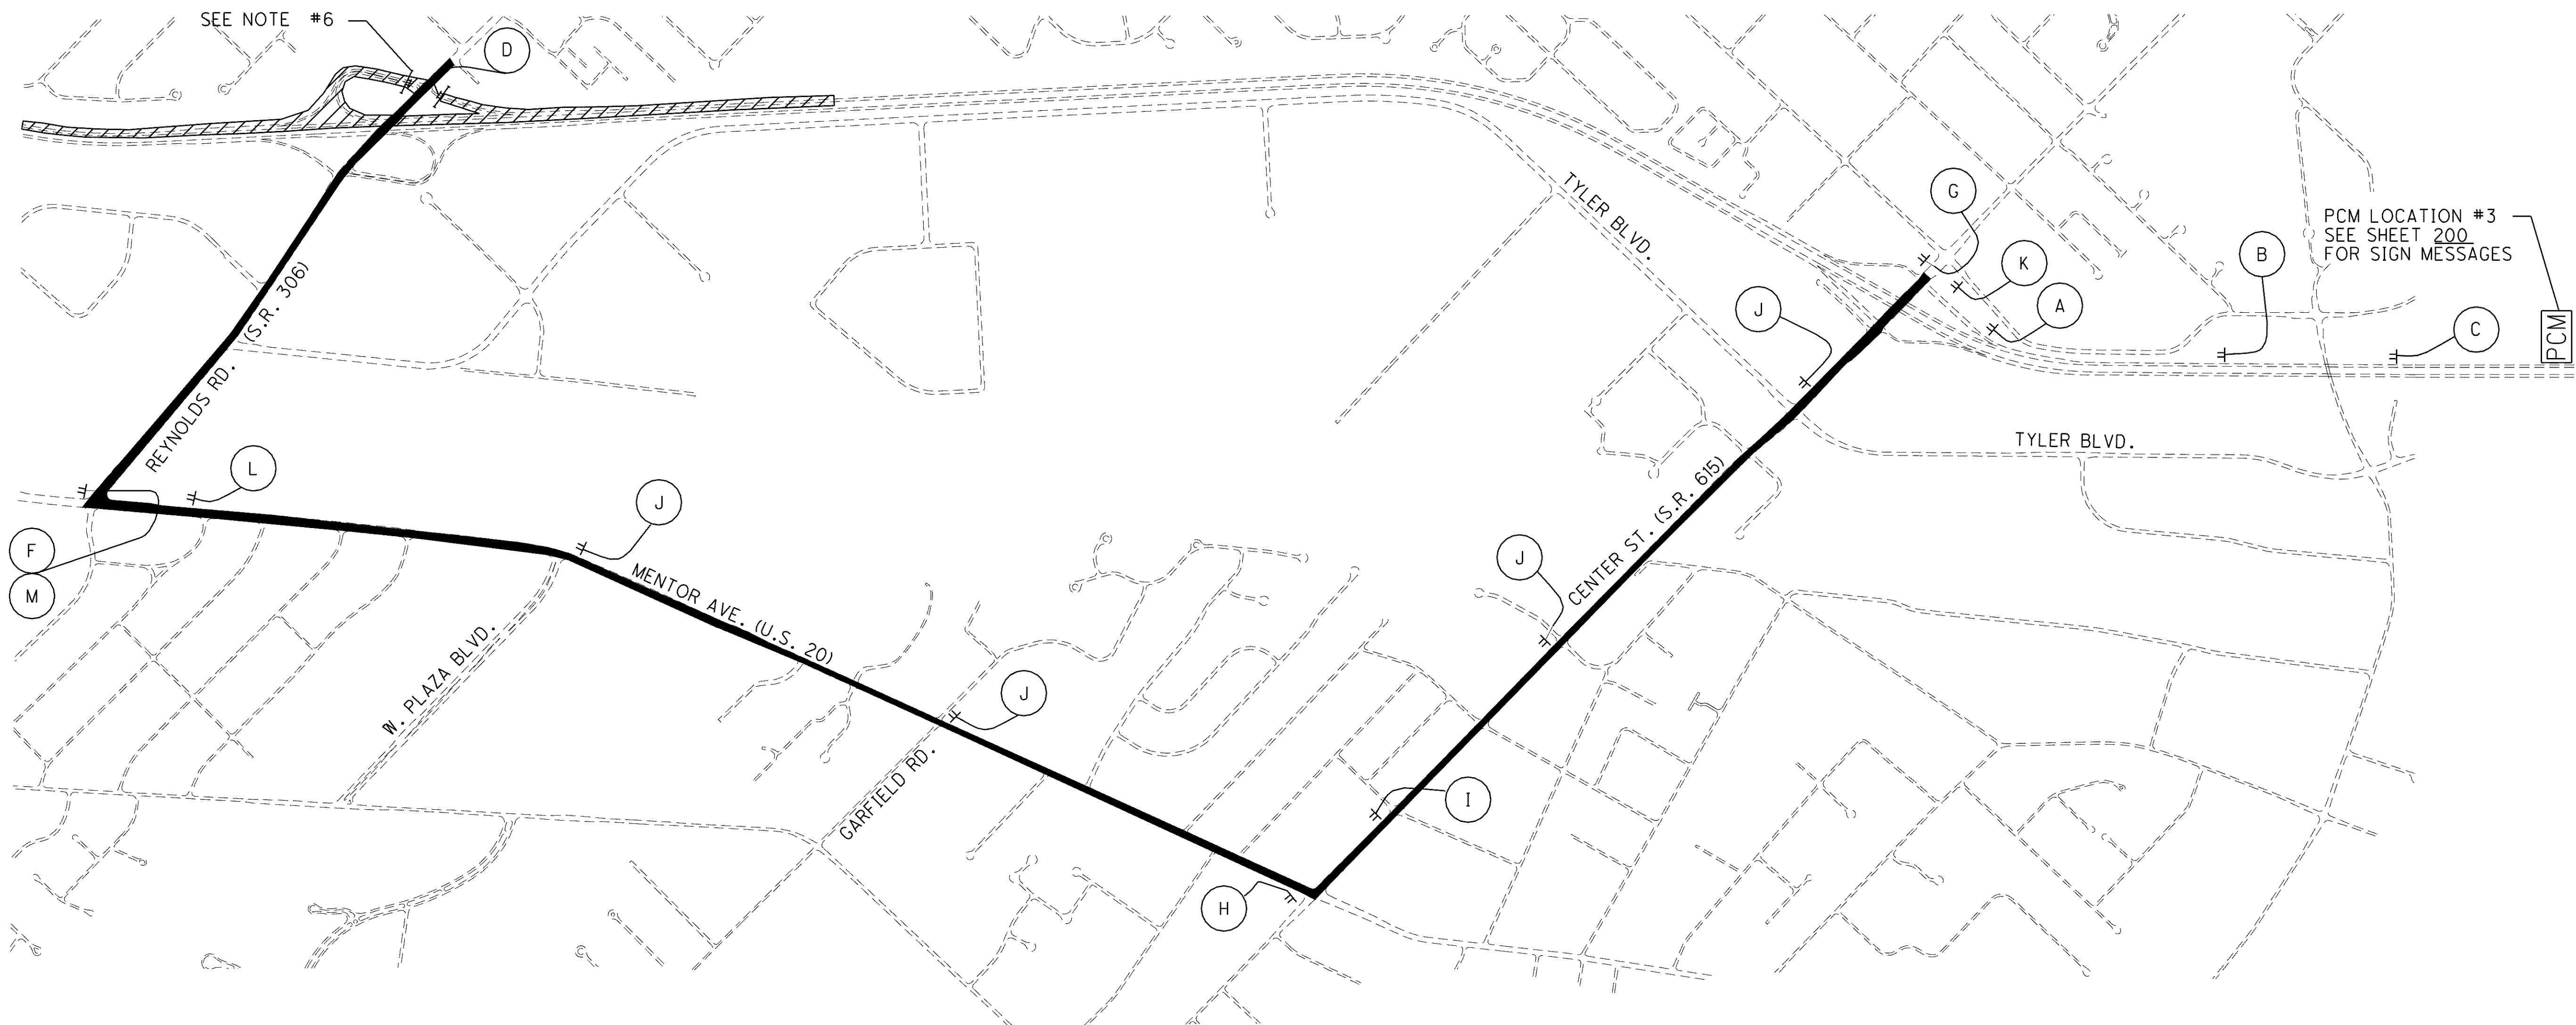 SEE NOTE #6
D
G
K
A
B
C
PCM LOCATION #3
SEE SHEET 200
FOR SIGN MESSAGES
PCM
TYLER BLVD.
J
REYNOLDS RD. (S.R. 306)
TYLER BLVD.
L
J
F
M
MENTOR AVE. (U.S. 20)
W. PLAZA BLVD.
J
CENTER ST. (S.R. 615)
J
GARFIELD RD.
I
H